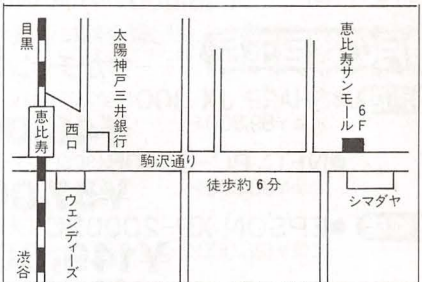 目黒
恵比寿
西口
太陽神戸三井銀行
恵比寿サンモール
6F
駒沢通り
徒歩約6分
ウェンディーズ
シマダヤ
渋谷